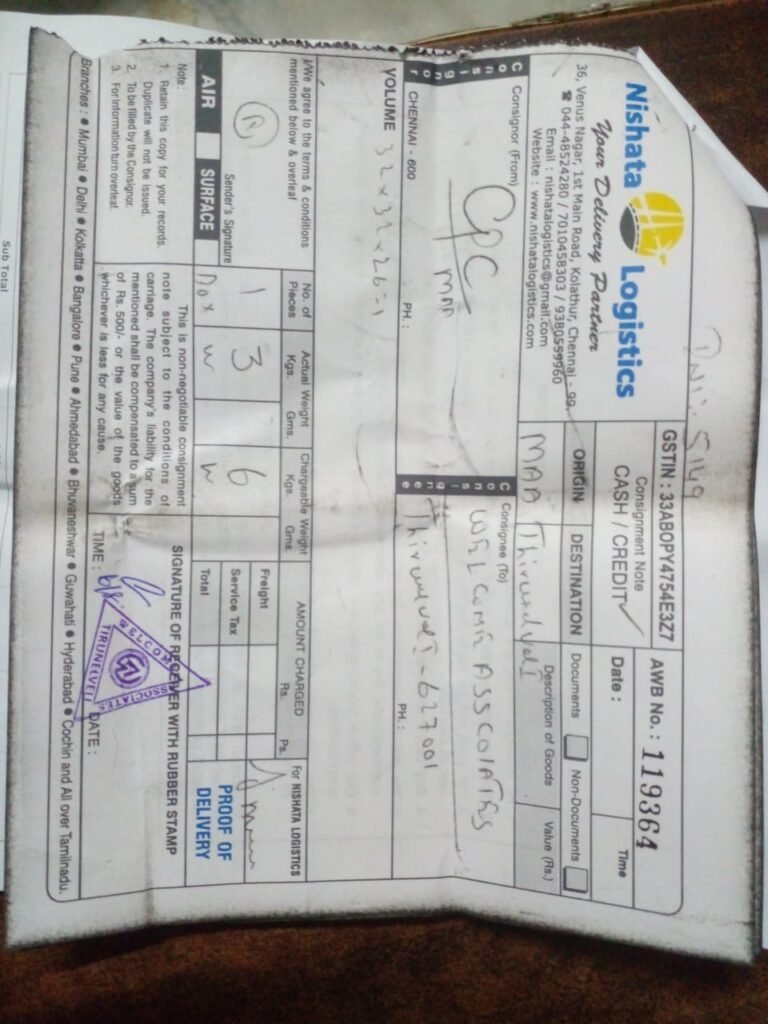 Inv: 5149
Nishata Logistics
Your Delivery Partner
36, Venus Nagar, 1st Main Road, Kolathur, Chennai - 99.
☎ 044-48524280 / 7010458303 / 9380559960
Email : nishatalogistics@gmail.com
Website : www.nishatalogistics.com
GSTIN : 33ABOPY4754E3Z7
AWB No. : 119364
Consignment Note
CASH / CREDIT ✓
Date :
Time
ORIGIN
DESTINATION
Documents
Non-Documents
MAA
Thirunelveli
Description of Goods
Value (Rs.)
Consignor
Consignor (From)
CPC
MAA
CHENNAI - 600
PH. :
Consignee
Consignee (To)
WELCOME ASSCOIATES
Thirunelveli - 627001
PH. :
VOLUME 32x32x26=1
I/We agree to the terms & conditions
mentioned below & overleaf
Sender's Signature
No. of Pieces
Actual Weight
Kgs. Gms.
Chargeable Weight
Kgs. Gms.
AMOUNT CHARGED
Rs. Ps.
For NISHATA LOGISTICS
1 3 6
Freight
Service Tax
Total
AIR SURFACE
Box W W
PROOF OF
DELIVERY
Note :
1. Retain this copy for your records.
Duplicate will not be issued.
2. To be filled by the Consignor.
3. For information turn overleaf.
This is non-negotiable consignment
note subject to the conditions of
carriage. The company's liability for the
mentioned shall be compensated to a sum
of Rs. 500/- or the value of the goods
whichever is less for any cause.
SIGNATURE OF RECEIVER WITH RUBBER STAMP
WELCOME ASSOCIATES
TIRUNELVELI
TIME :
DATE :
Branches : ● Mumbai ● Delhi ● Kolkatta ● Bangalore ● Pune ● Ahmedabad ● Bhuvaneshwar ● Guwahati ● Hyderabad ● Cochin and All over Tamilnadu.
Sub Total